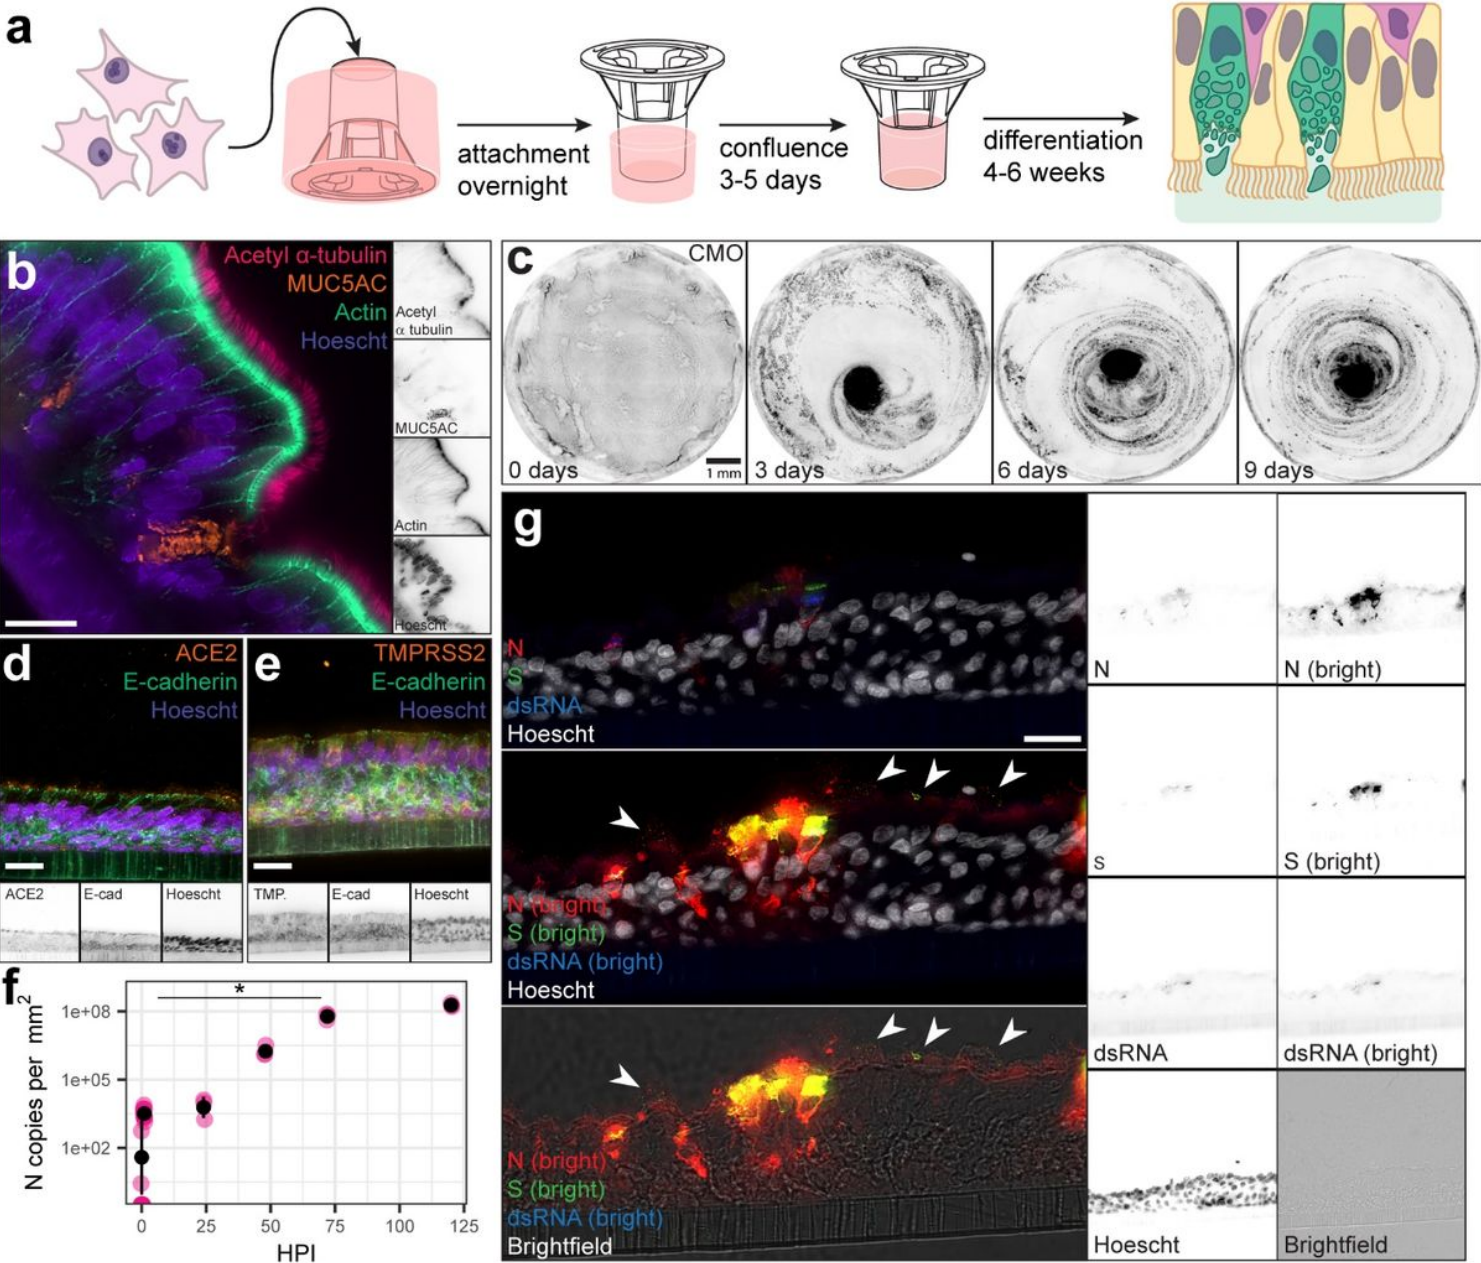 a
attachment
overnight
confluence
3-5 days
differentiation
4-6 weeks
b
Acetyl α-tubulin
MUC5AC
Actin
Hoescht
Acetyl
α tubulin
MUC5AC
Actin
Hoescht
c
CMO
0 days
1 mm
3 days
6 days
9 days
d
ACE2
E-cadherin
Hoescht
ACE2
E-cad
Hoescht
e
TMPRSS2
E-cadherin
Hoescht
TMP.
E-cad
Hoescht
f
N copies per mm²
1e+08
1e+05
1e+02
*
0
25
50
75
100
125
HPI
g
N
S
dsRNA
Hoescht
N (bright)
S (bright)
dsRNA (bright)
Hoescht
N (bright)
S (bright)
dsRNA (bright)
Brightfield
N
N (bright)
S
S (bright)
dsRNA
dsRNA (bright)
Hoescht
Brightfield